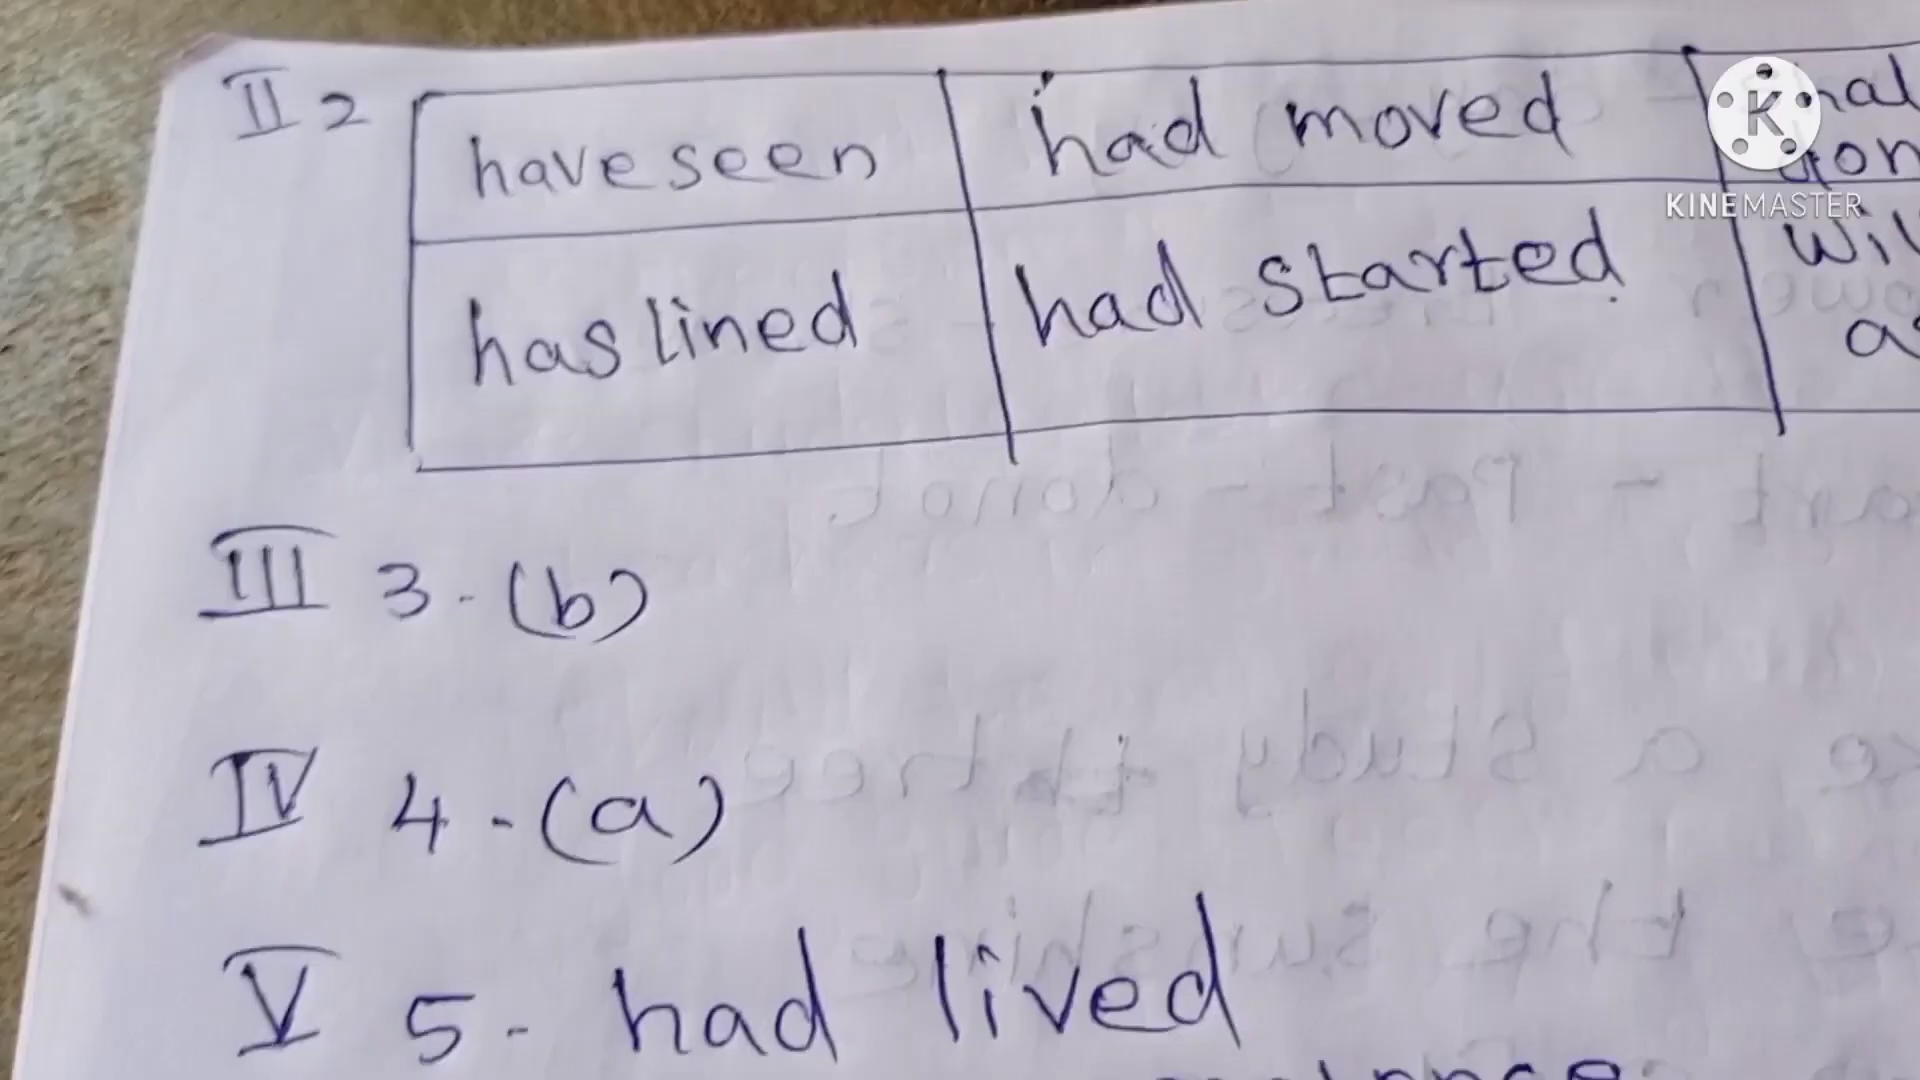 II 2 have seen had moved
has lined had started
III 3 - (b)
IV 4 - (a)
V 5 - had lived
KINEMASTER